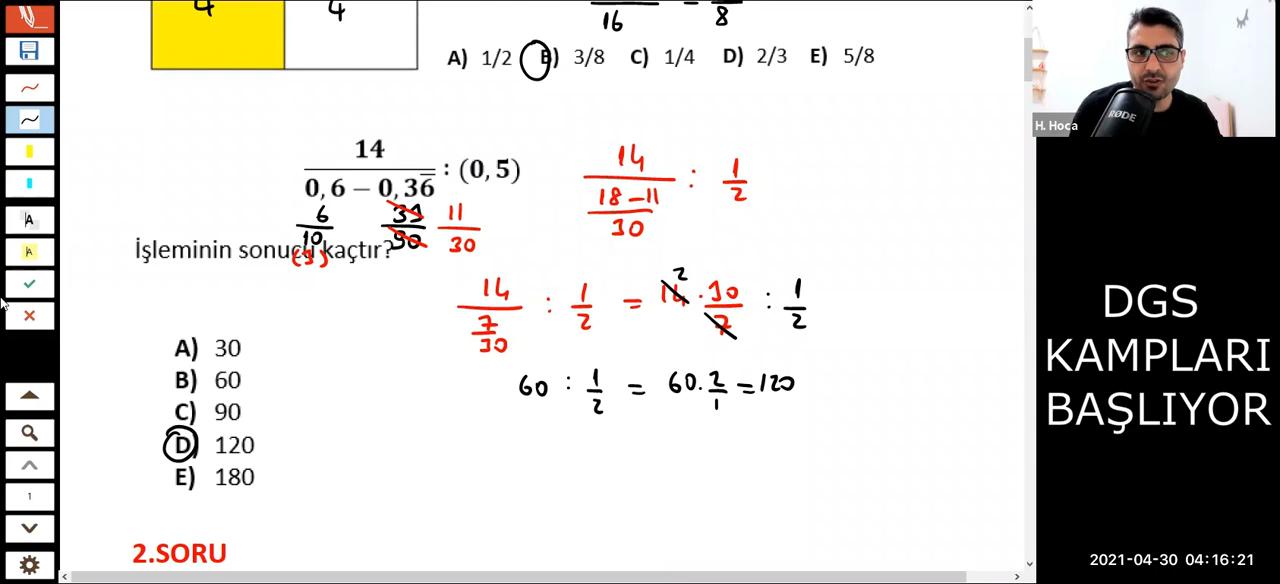 4 4
16 = 8
A) 1/2 B) 3/8 C) 1/4 D) 2/3 E) 5/8
RØDE
H. Hoca
14
0,6 − 0,36̅ : (0,5)
6/10 (3) 33/90 11/30
14 / ((18 − 11)/30) : 1/2
İşleminin sonucu kaçtır?
14 / (7/30) : 1/2 = 14 2 · 30/7 : 1/2
60 : 1/2 = 60 · 2/1 = 120
A) 30
B) 60
C) 90
D) 120
E) 180
2.SORU
DGS
KAMPLARI
BAŞLIYOR
A
A
1
2021-04-30 04:16:21